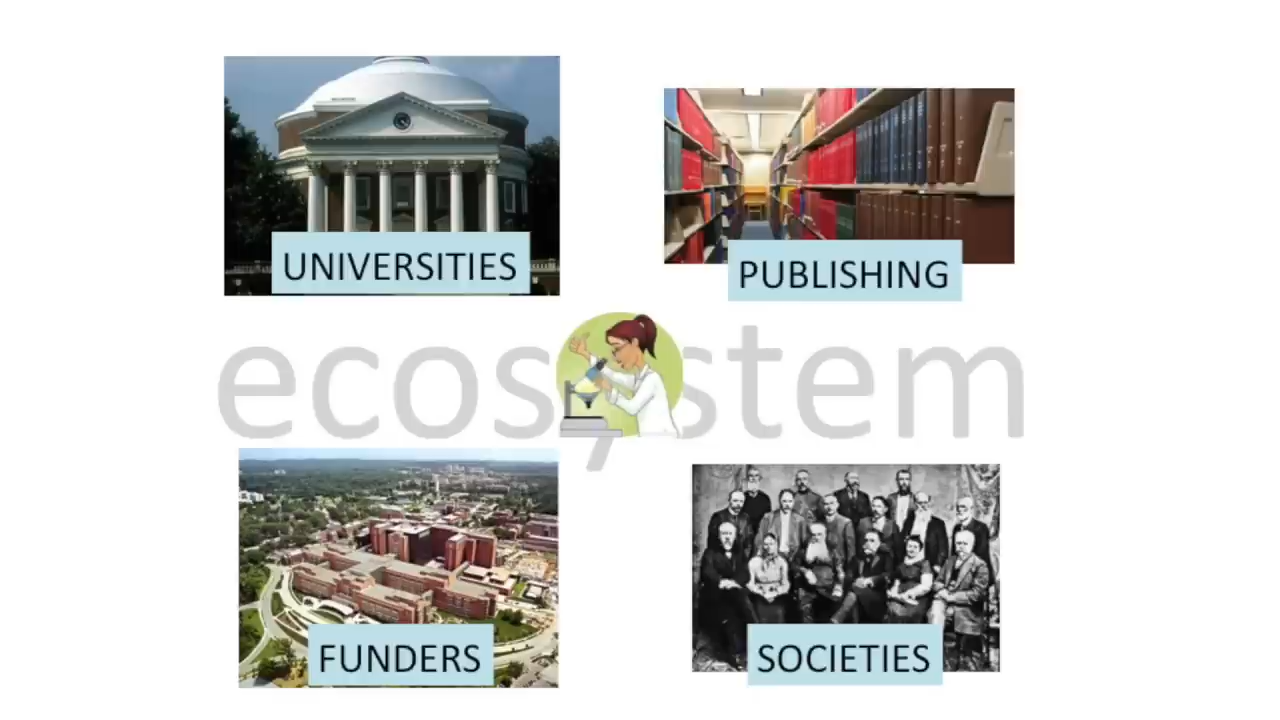 UNIVERSITIES
PUBLISHING
ecosystem
FUNDERS
SOCIETIES